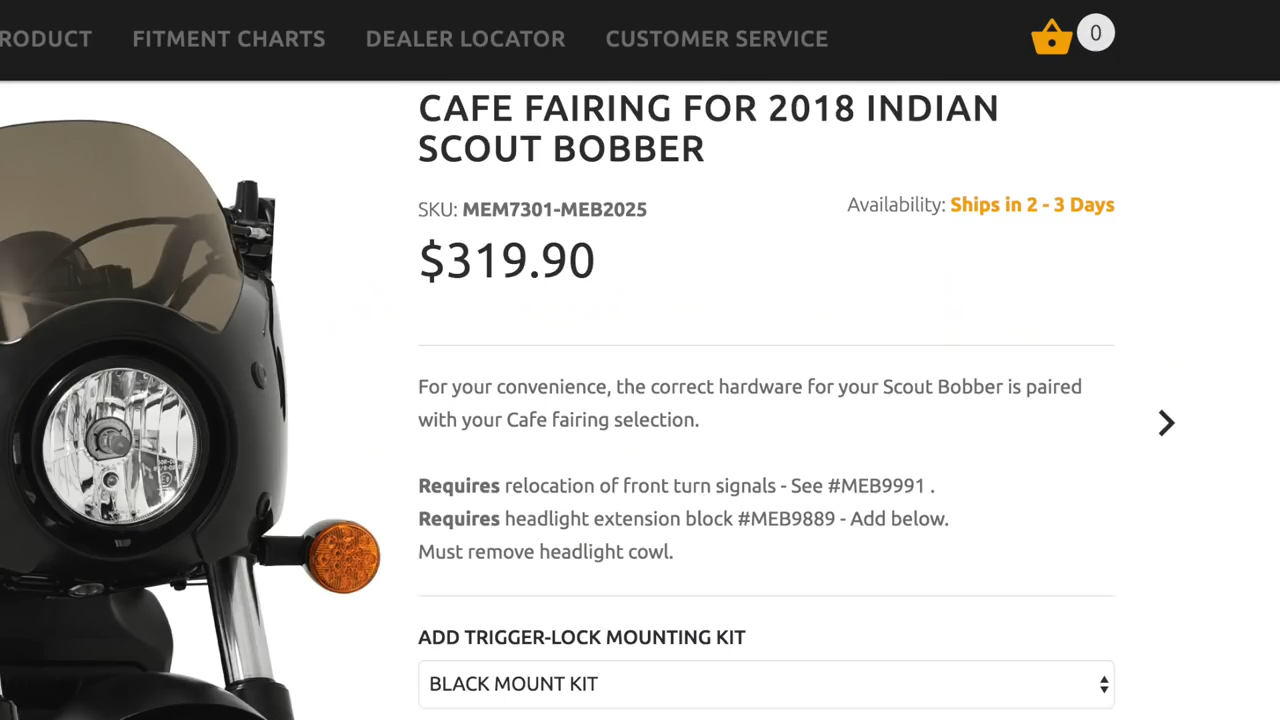 RODUCT FITMENT CHARTS DEALER LOCATOR CUSTOMER SERVICE 0
CAFE FAIRING FOR 2018 INDIAN
SCOUT BOBBER
SKU: MEM7301-MEB2025
Availability: Ships in 2 - 3 Days
$319.90
For your convenience, the correct hardware for your Scout Bobber is paired
with your Cafe fairing selection.
Requires relocation of front turn signals - See #MEB9991 .
Requires headlight extension block #MEB9889 - Add below.
Must remove headlight cowl.
ADD TRIGGER-LOCK MOUNTING KIT
BLACK MOUNT KIT